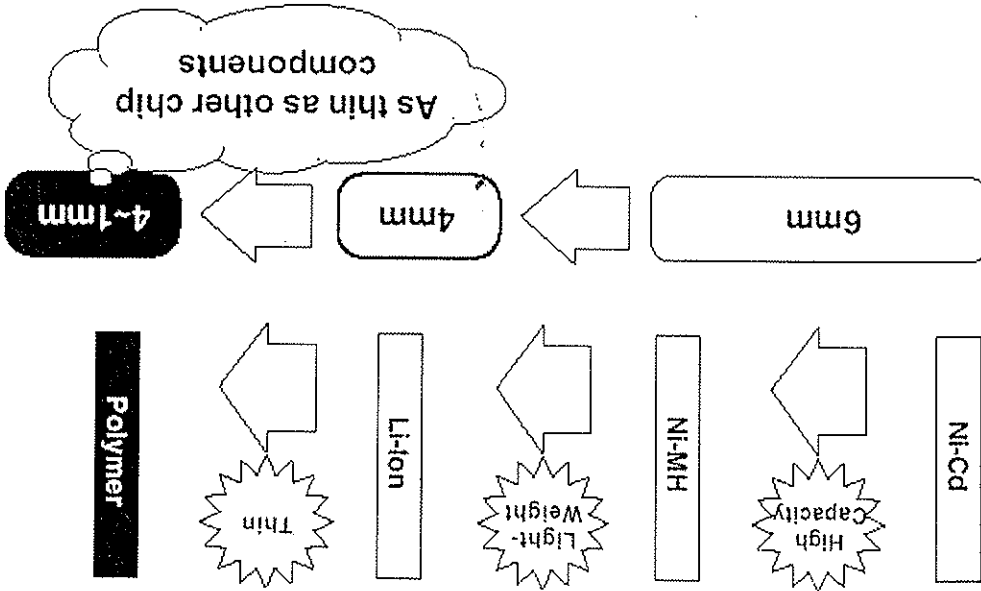 Ni-Cd
High
Capacity
Ni-MH
Light-
Weight
Li-Ion
Thin
Polymer
6mm
4mm
4~1mm
As thin as other chip
components